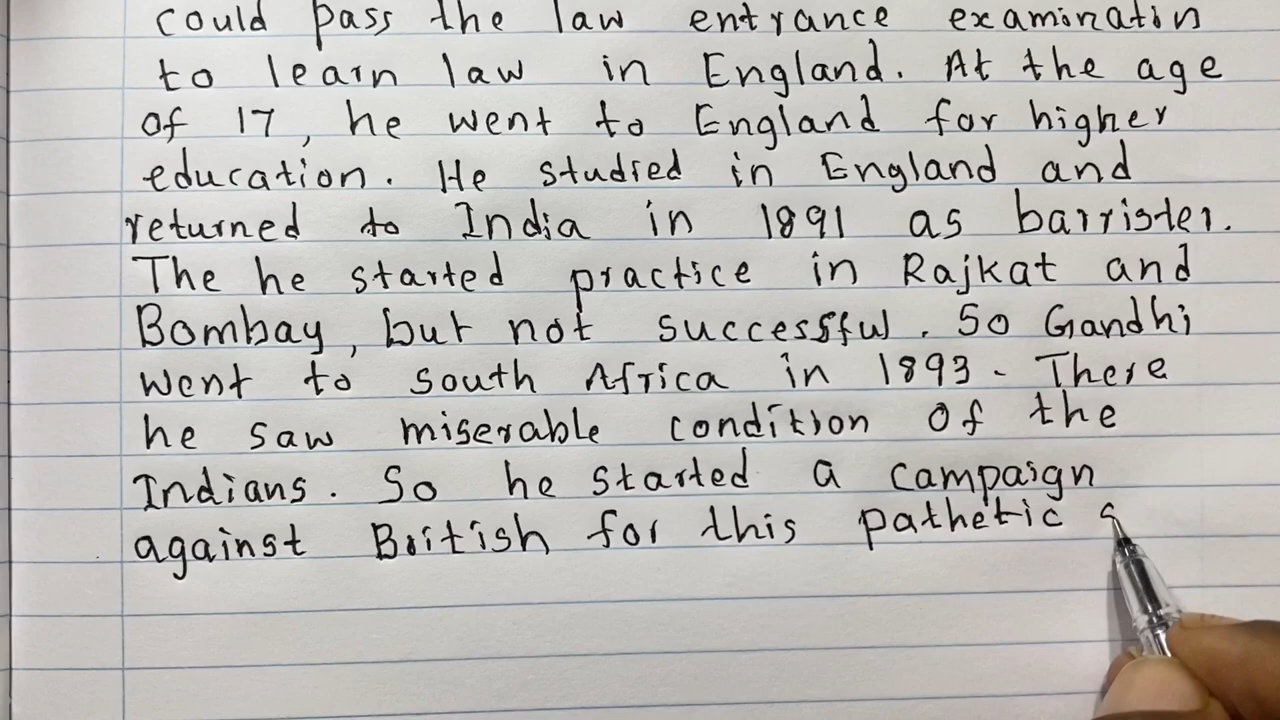 could pass the law entrance examinatin
to learn law in England. At the age
of 17, he went to England for higher
education. He studied in England and
returned to India in 1891 as barrister.
The he started practice in Rajkat and
Bombay, but not successful. So Gandhi
went to south Africa in 1893. There
he saw miserable condition of the
Indians. So he started a campaign
against British for this pathetic s